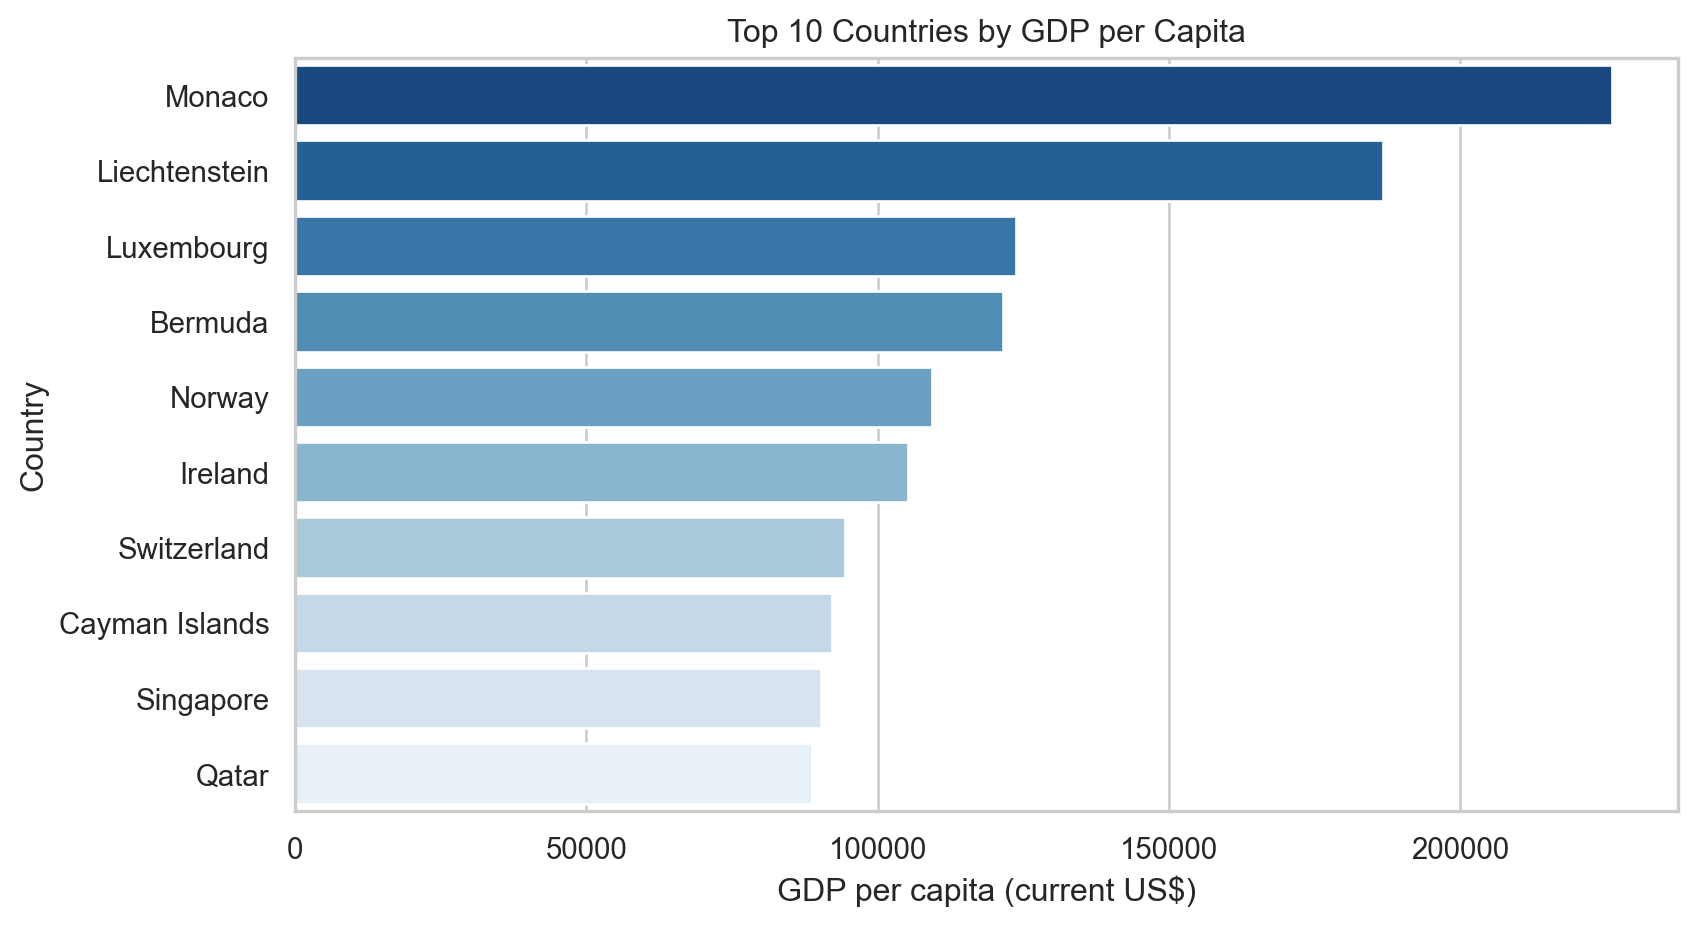 Top 10 Countries by GDP per Capita
Monaco
Liechtenstein
Luxembourg
Bermuda
Norway
Ireland
Switzerland
Cayman Islands
Singapore
Qatar
Country
0 50000 100000 150000 200000
GDP per capita (current US$)